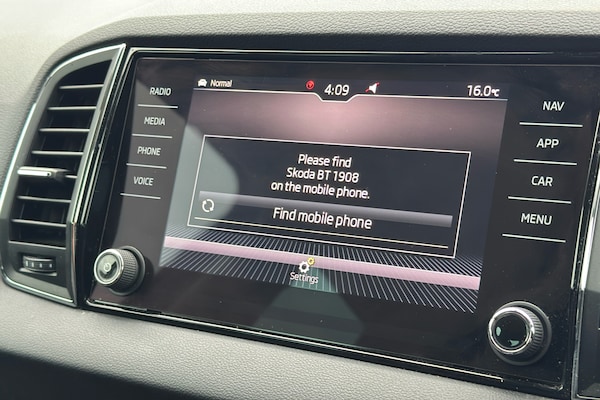 Normal
4:09
16.0°C
RADIO
MEDIA
PHONE
VOICE
Please find
Skoda BT 1908
on the mobile phone.
Find mobile phone
Settings
NAV
APP
CAR
MENU